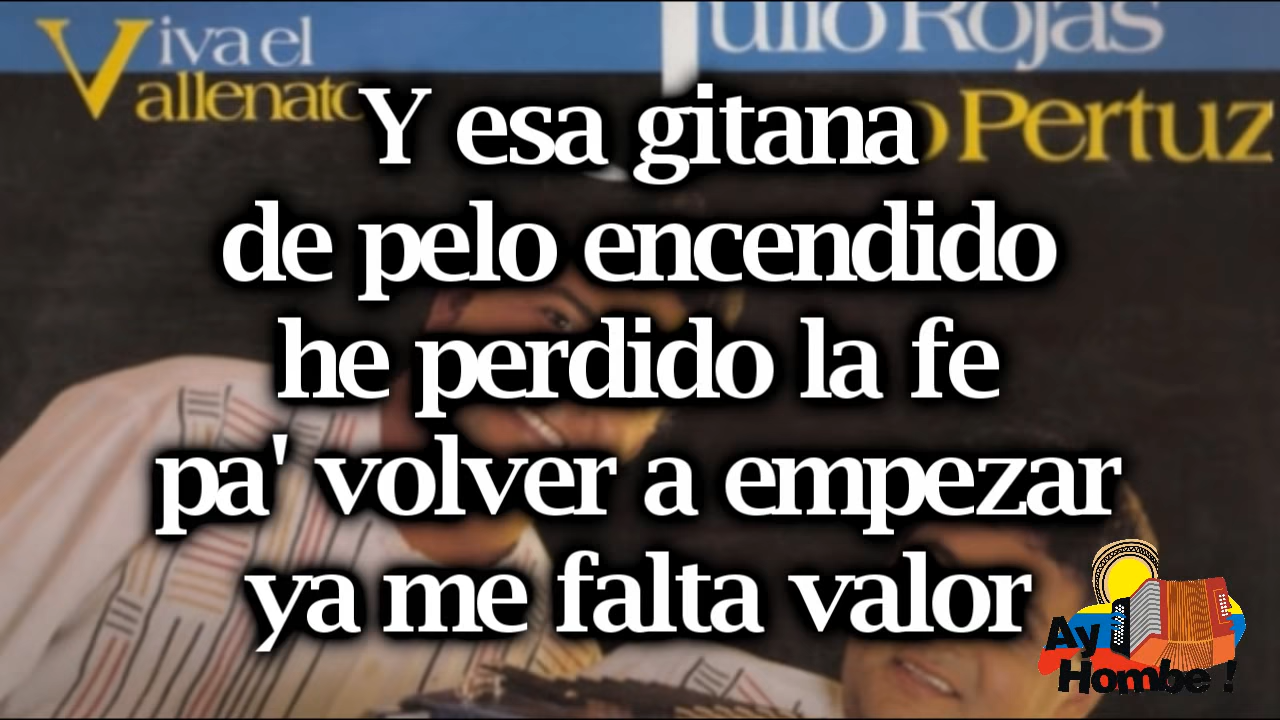 Viva el
Vallenato
Julio Rojas
o Pertuz
Y esa gitana
de pelo encendido
he perdido la fe
pa' volver a empezar
ya me falta valor
Ay
Hombe !